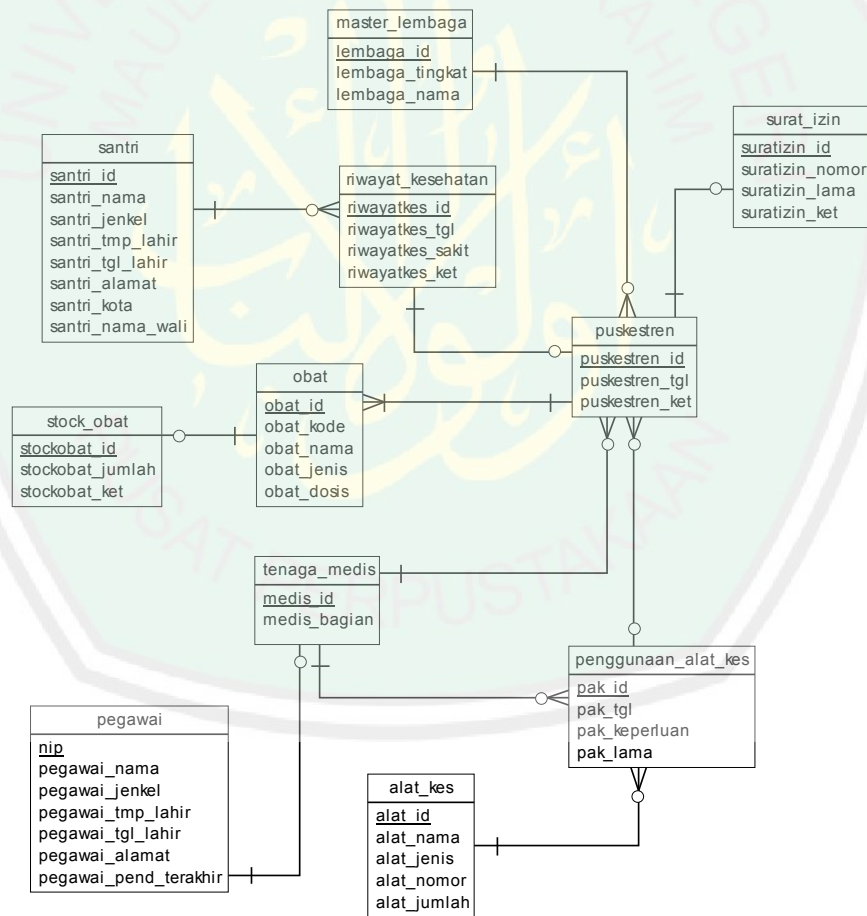 master_lembaga
lembaga_id
lembaga_tingkat
lembaga_nama
surat_izin
suratizin_id
suratizin_nomor
suratizin_lama
suratizin_ket
santri
santri_id
santri_nama
santri_jenkel
santri_tmp_lahir
santri_tgl_lahir
santri_alamat
santri_kota
santri_nama_wali
riwayat_kesehatan
riwayatkes_id
riwayatkes_tgl
riwayatkes_sakit
riwayatkes_ket
puskestren
puskestren_id
puskestren_tgl
puskestren_ket
obat
obat_id
obat_kode
obat_nama
obat_jenis
obat_dosis
stock_obat
stockobat_id
stockobat_jumlah
stockobat_ket
tenaga_medis
medis_id
medis_bagian
penggunaan_alat_kes
pak_id
pak_tgl
pak_keperluan
pak_lama
pegawai
nip
pegawai_nama
pegawai_jenkel
pegawai_tmp_lahir
pegawai_tgl_lahir
pegawai_alamat
pegawai_pend_terakhir
alat_kes
alat_id
alat_nama
alat_jenis
alat_nomor
alat_jumlah
PUSAT PERPUSTAKAAN